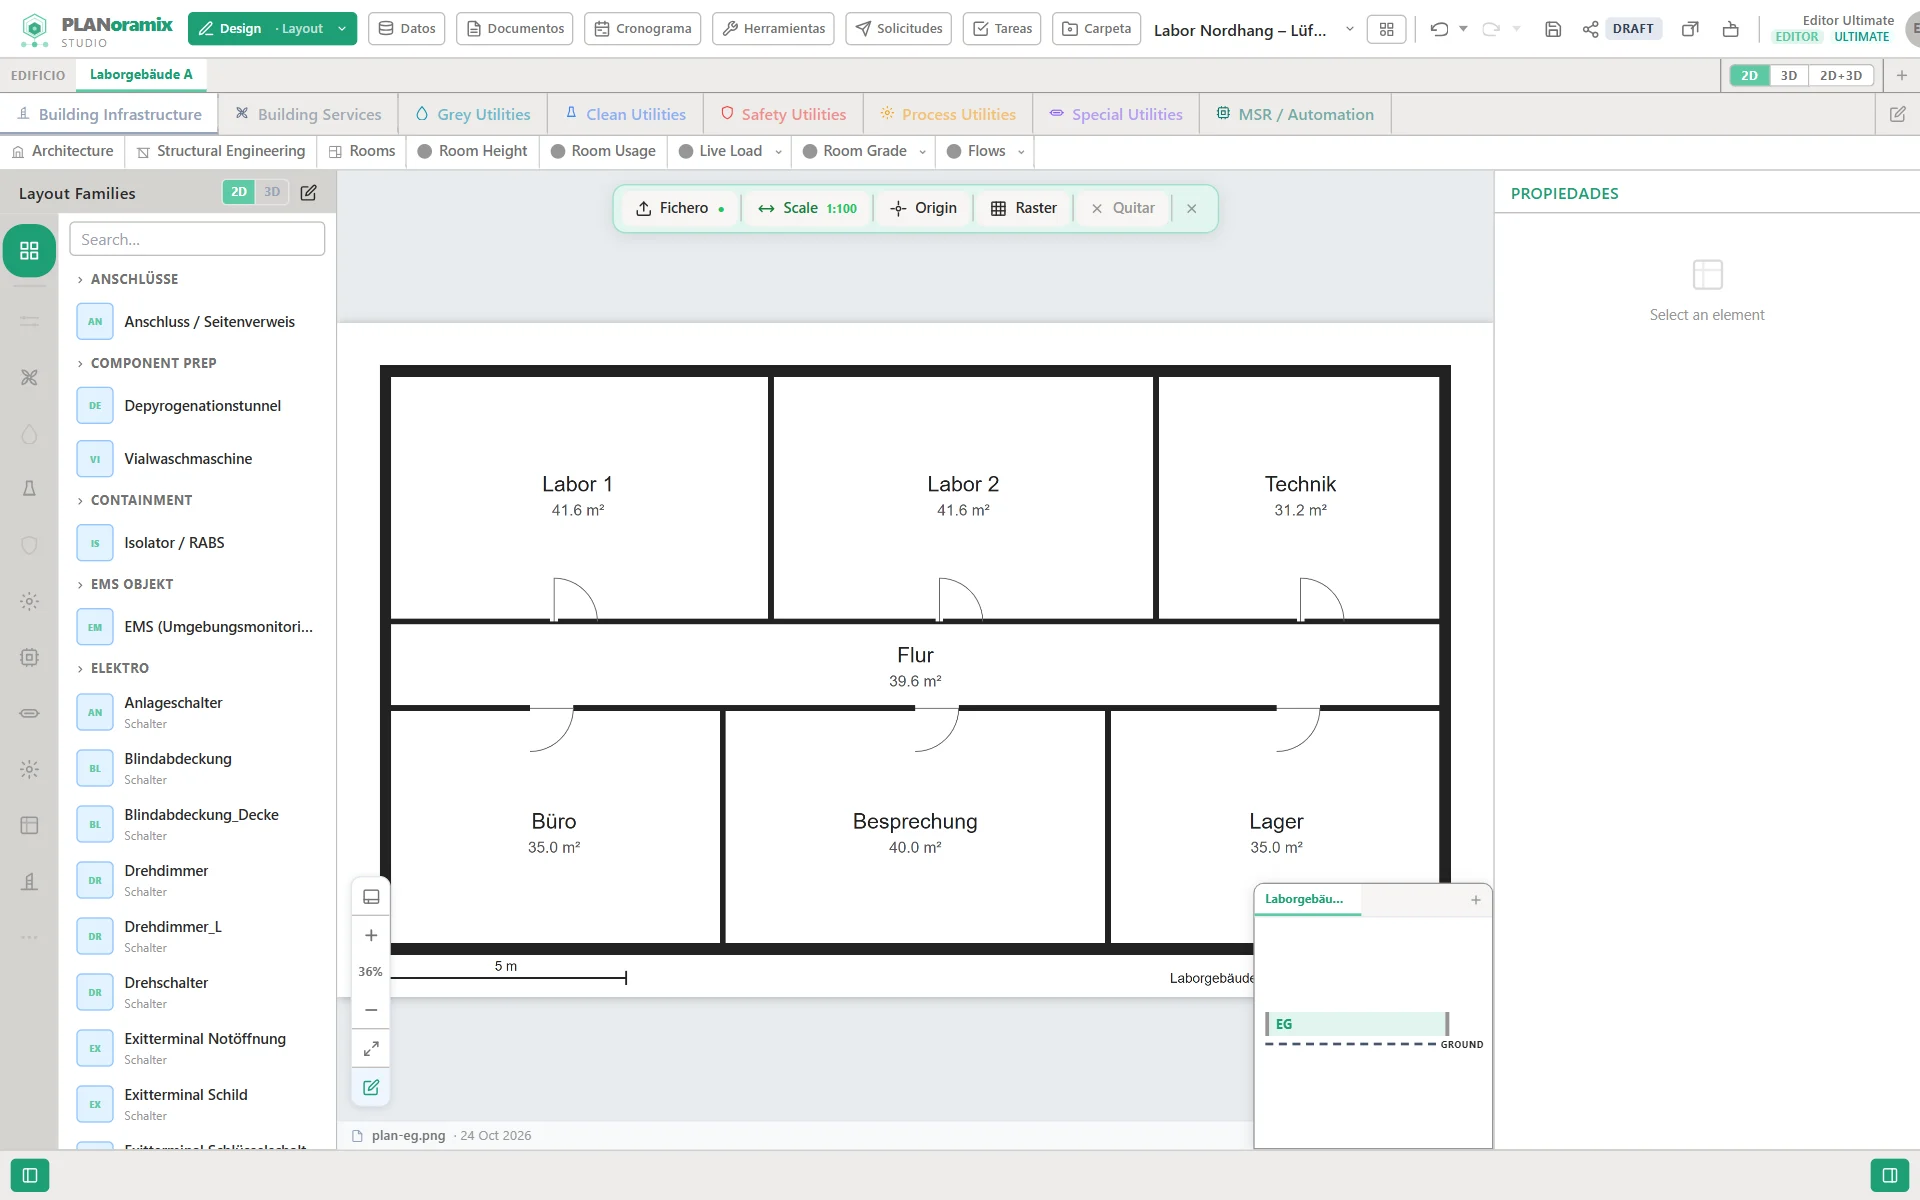 PLANoramix
STUDIO
Design · Layout
Datos
Documentos
Cronograma
Herramientas
Solicitudes
Tareas
Carpeta
Labor Nordhang – Lüf...
DRAFT
Editor Ultimate
EDITOR
ULTIMATE
EDIFICIO
Laborgebäude A
2D
3D
2D+3D
Building Infrastructure
Building Services
Grey Utilities
Clean Utilities
Safety Utilities
Process Utilities
Special Utilities
MSR / Automation
Architecture
Structural Engineering
Rooms
Room Height
Room Usage
Live Load
Room Grade
Flows
Layout Families
2D
3D
Search...
ANSCHLÜSSE
AN
Anschluss / Seitenverweis
COMPONENT PREP
DE
Depyrogenationstunnel
VI
Vialwaschmaschine
CONTAINMENT
IS
Isolator / RABS
EMS OBJEKT
EM
EMS (Umgebungsmonitori...
ELEKTRO
AN
Anlageschalter
Schalter
BL
Blindabdeckung
Schalter
BL
Blindabdeckung_Decke
Schalter
DR
Drehdimmer
Schalter
DR
Drehdimmer_L
Schalter
DR
Drehschalter
Schalter
EX
Exitterminal Notöffnung
Schalter
EX
Exitterminal Schild
Schalter
Fichero
Scale 1:100
Origin
Raster
Quitar
Labor 1
41.6 m²
Labor 2
41.6 m²
Technik
31.2 m²
Flur
39.6 m²
Büro
35.0 m²
Besprechung
40.0 m²
Lager
35.0 m²
5 m
Laborgebäude
36%
plan-eg.png · 24 Oct 2026
Laborgebäu...
EG
GROUND
PROPIEDADES
Select an element